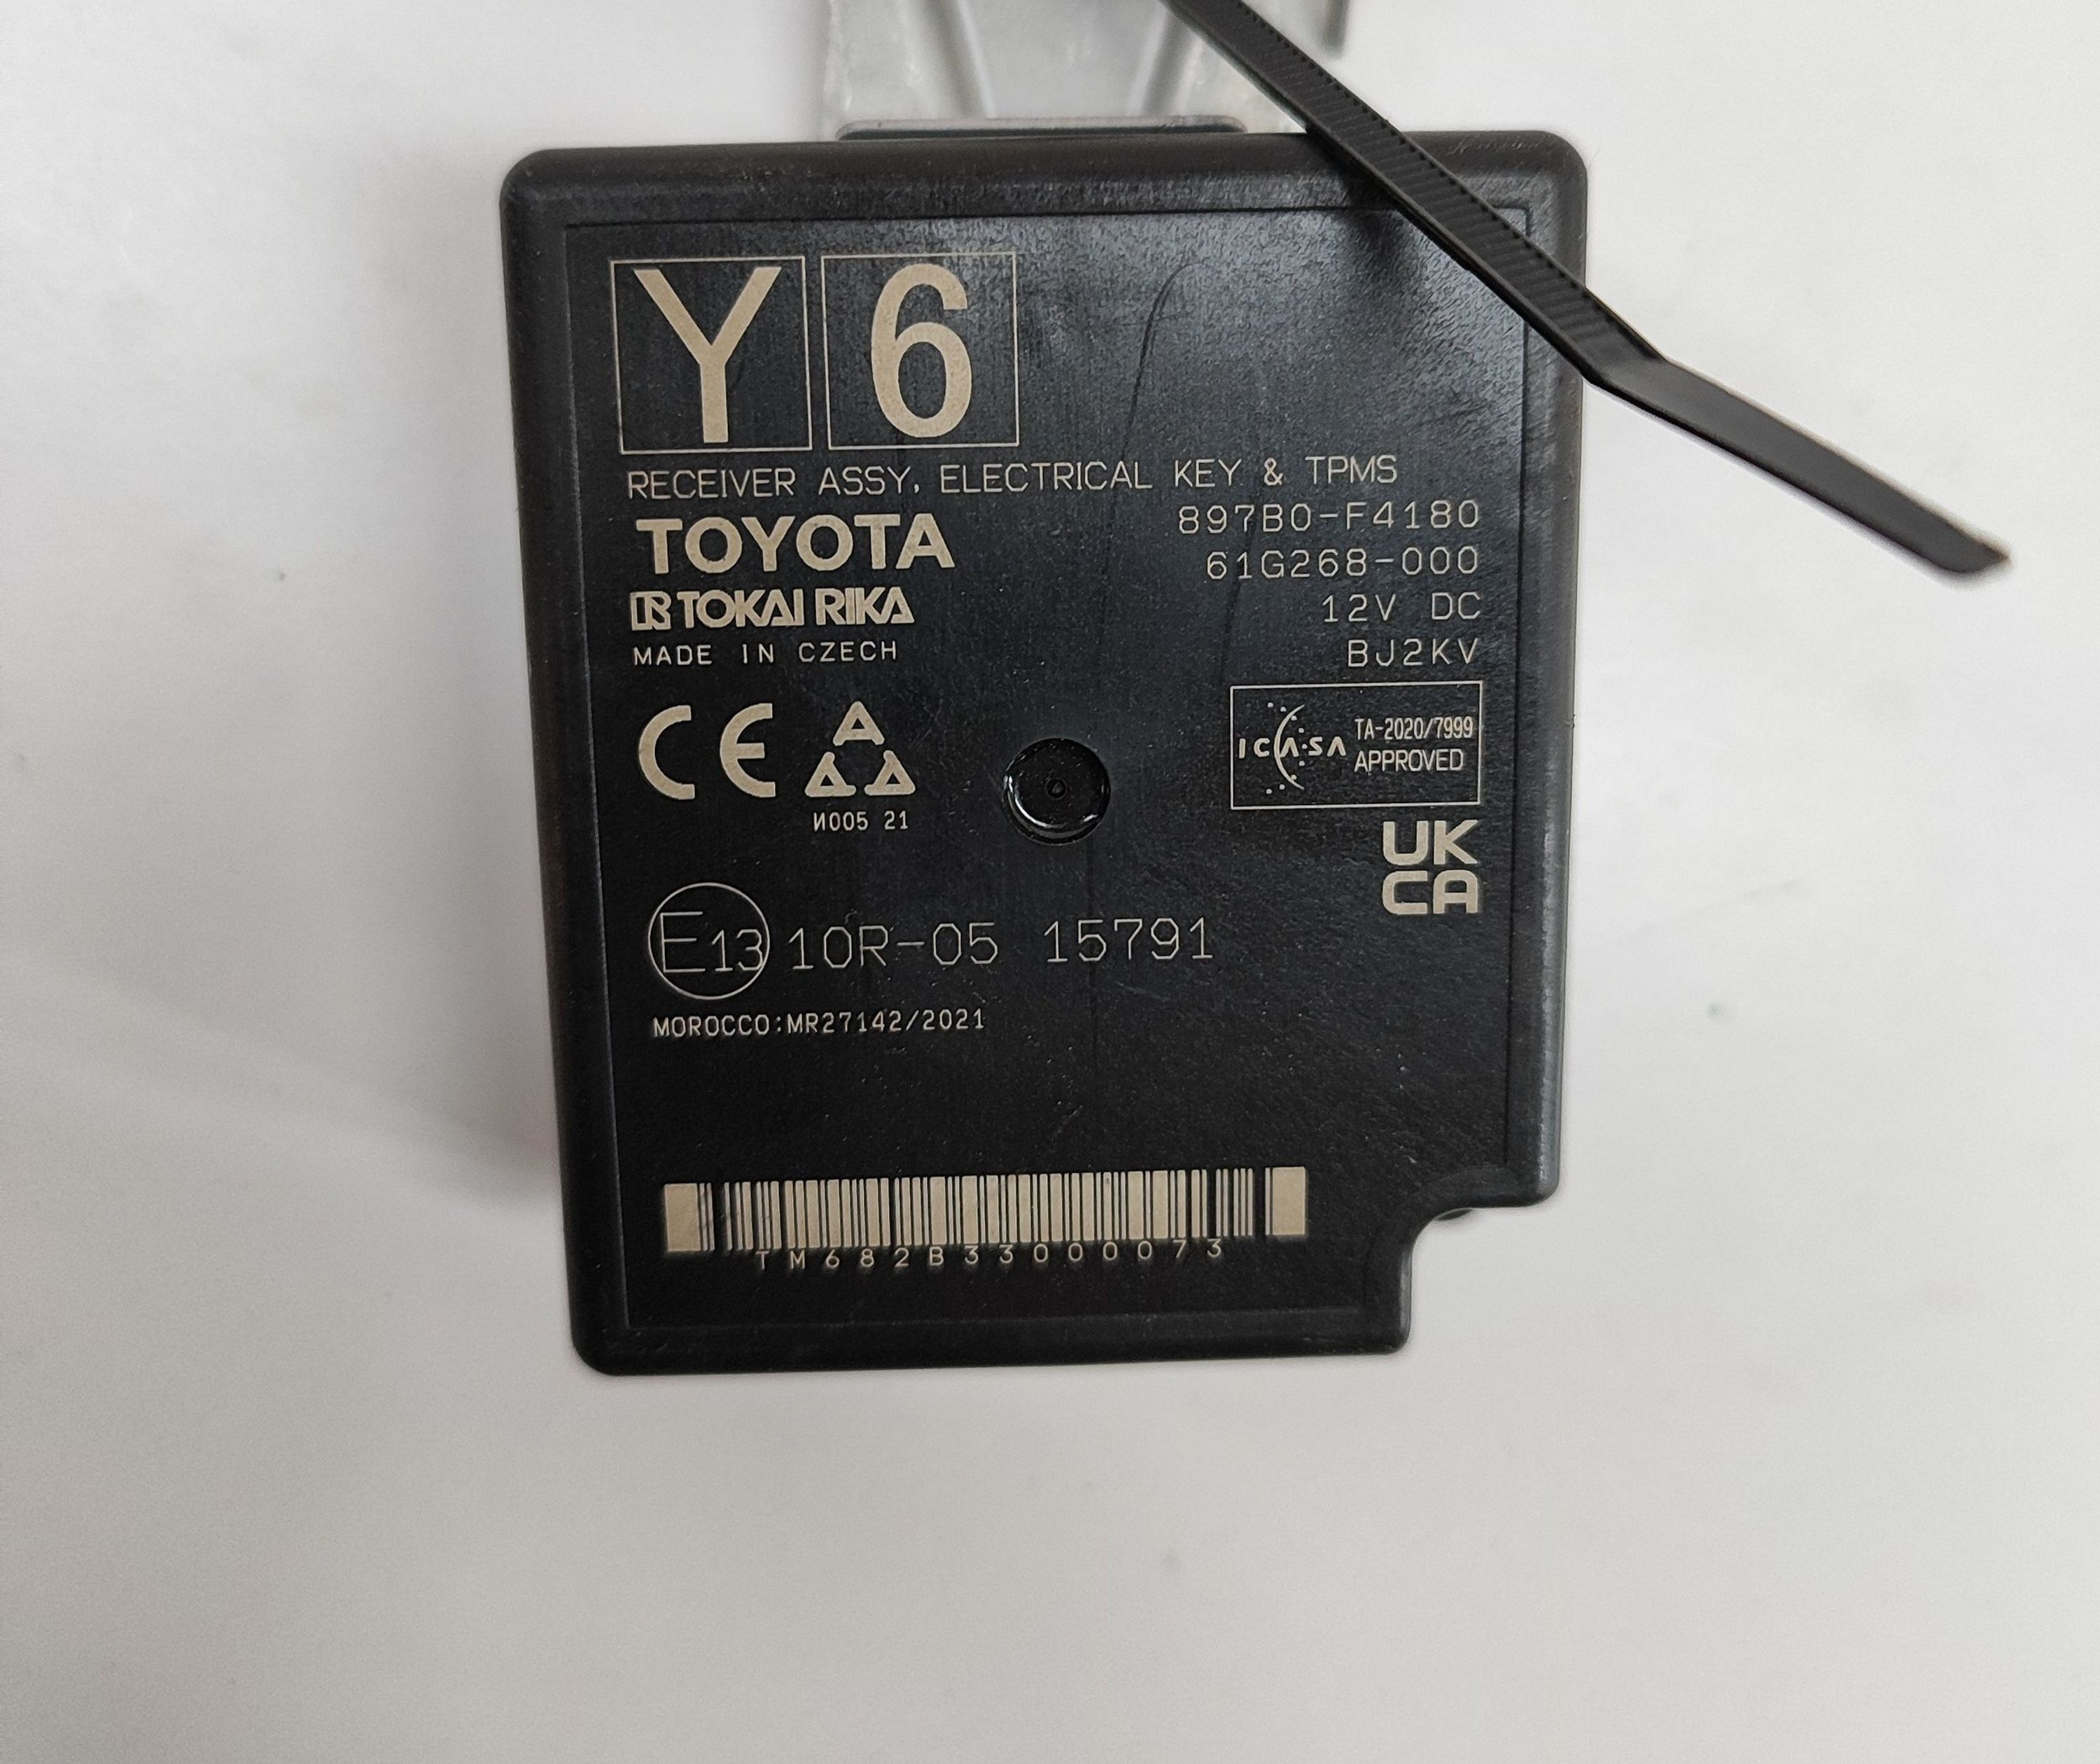 Y 6
RECEIVER ASSY, ELECTRICAL KEY & TPMS
TOYOTA
897B0-F4180
61G268-000
TOKAI RIKA
12V DC
MADE IN CZECH
BJ2KV
CE
ICASA
TA-2020/7999
APPROVED
И005 21
UK
CA
E13 10R-05 15791
MOROCCO:MR27142/2021
TM682B33000073